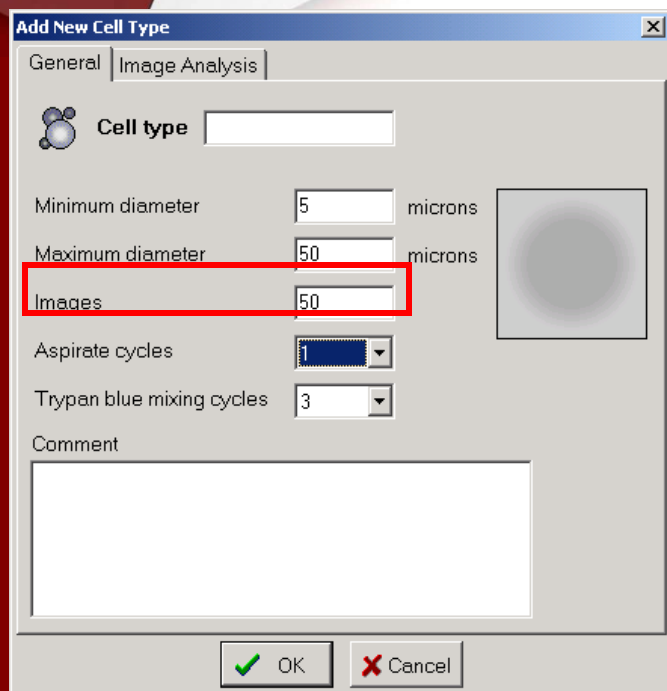 Add New Cell Type
General Image Analysis
Cell type
Minimum diameter 5 microns
Maximum diameter 50 microns
Images 50
Aspirate cycles 1
Trypan blue mixing cycles 3
Comment
OK Cancel